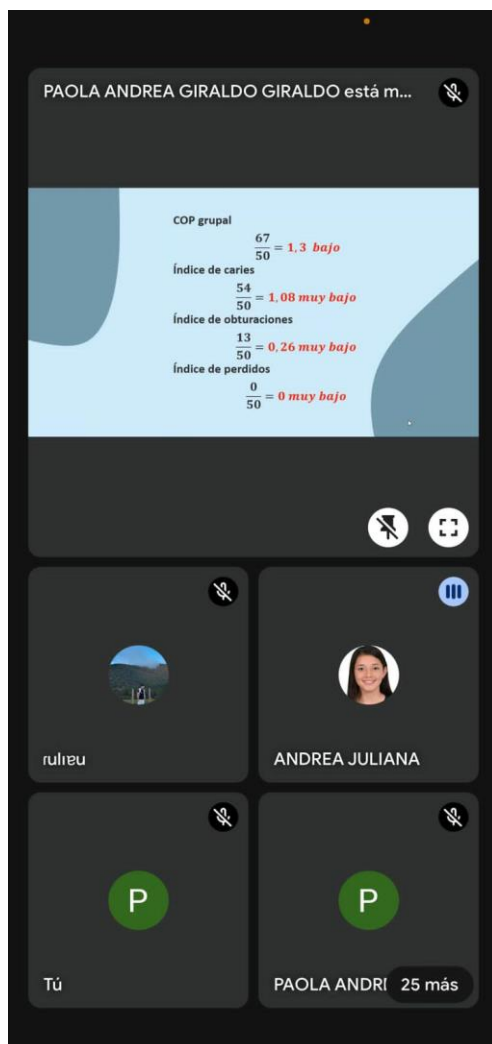 PAOLA ANDREA GIRALDO GIRALDO está m...
COP grupal
67
50
= 1,3 bajo
Índice de caries
54
50
= 1,08 muy bajo
Índice de obturaciones
13
50
= 0,26 muy bajo
Índice de perdidos
0
50
= 0 muy bajo
ANDREA JULIANA
Tú
P
P
PAOLA ANDRE
25 más